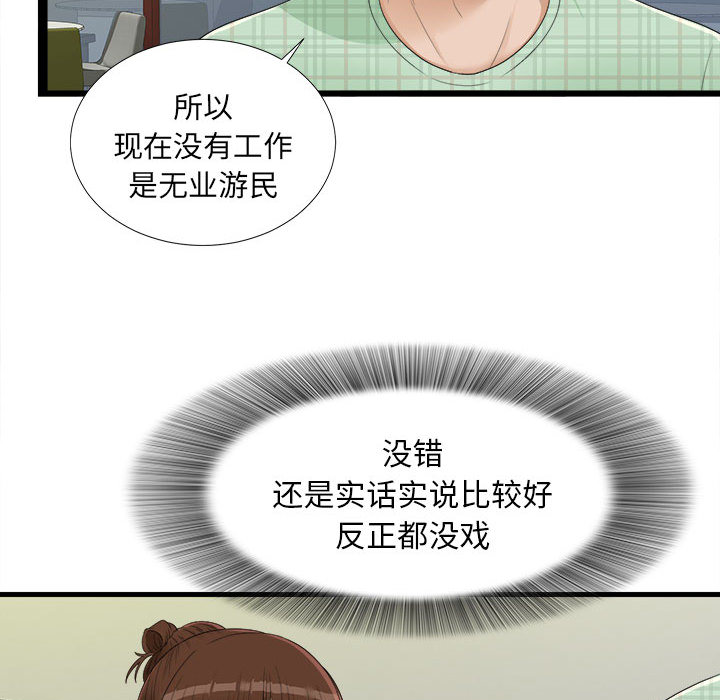 所以
现在没有工作
是无业游民
没错
还是实话实说比较好
反正都没戏